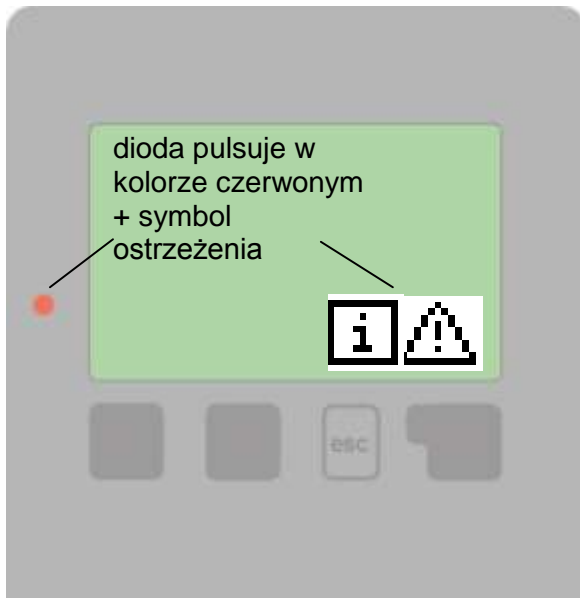 dioda pulsuje w
kolorze czerwonym
+ symbol
ostrzeżenia
i !
esc